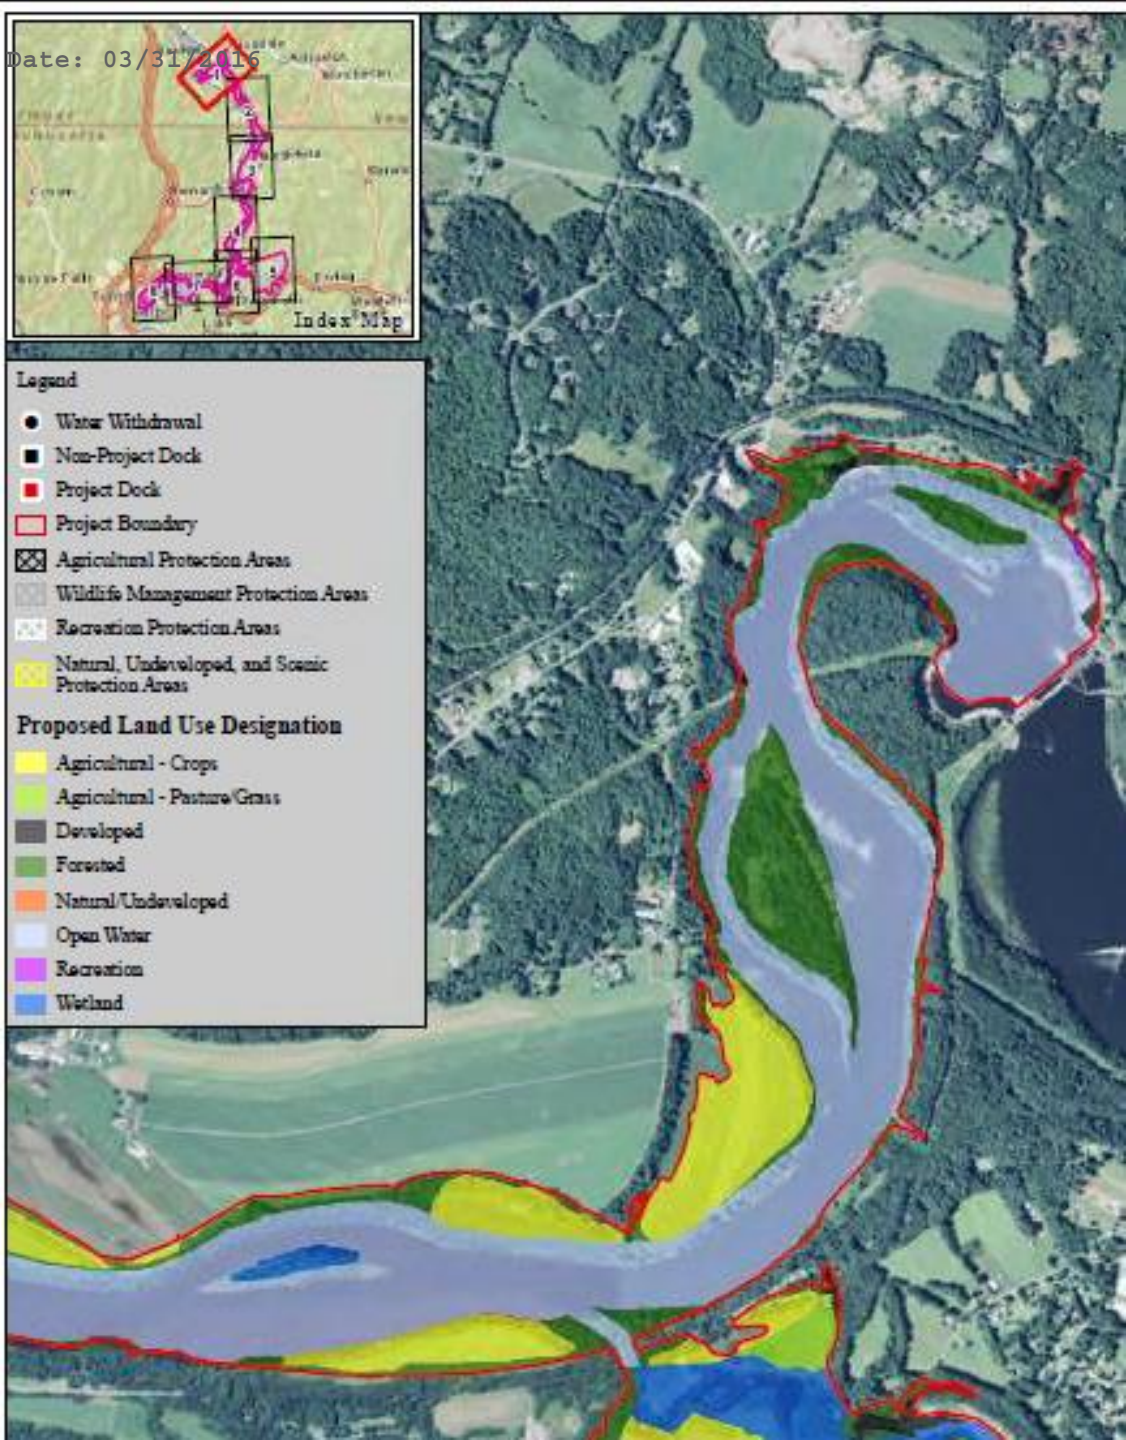 Date: 03/31/2016
Index Map
Legend
Water Withdrawal
Non-Project Dock
Project Dock
Project Boundary
Agricultural Protection Areas
Wildlife Management Protection Areas
Recreation Protection Areas
Natural, Undeveloped, and Scenic
Protection Areas
Proposed Land Use Designation
Agricultural - Crops
Agricultural - Pasture/Grass
Developed
Forested
Natural/Undeveloped
Open Water
Recreation
Wetland